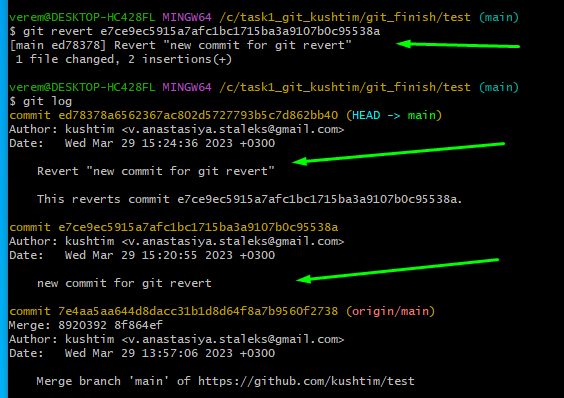 verem@DESKTOP-HC428FL MINGW64 /c/task1_git_kushtim/git_finish/test (main)
$ git revert e7ce9ec5915a7afc1bc1715ba3a9107b0c95538a
[main ed78378] Revert "new commit for git revert"
1 file changed, 2 insertions(+)
verem@DESKTOP-HC428FL MINGW64 /c/task1_git_kushtim/git_finish/test (main)
$ git log
commit ed78378a6562367ac802d5727793b5c7d862bb40 (HEAD -> main)
Author: kushtim <v.anastasiya.staleks@gmail.com>
Date:   Wed Mar 29 15:24:36 2023 +0300
Revert "new commit for git revert"
This reverts commit e7ce9ec5915a7afc1bc1715ba3a9107b0c95538a.
commit e7ce9ec5915a7afc1bc1715ba3a9107b0c95538a
Author: kushtim <v.anastasiya.staleks@gmail.com>
Date:   Wed Mar 29 15:20:55 2023 +0300
new commit for git revert
commit 7e4aa5aa644d8dacc31b1d8d64f8a7b9560f2738 (origin/main)
Merge: 8920392 8f864ef
Author: kushtim <v.anastasiya.staleks@gmail.com>
Date:   Wed Mar 29 13:57:06 2023 +0300
Merge branch 'main' of https://github.com/kushtim/test